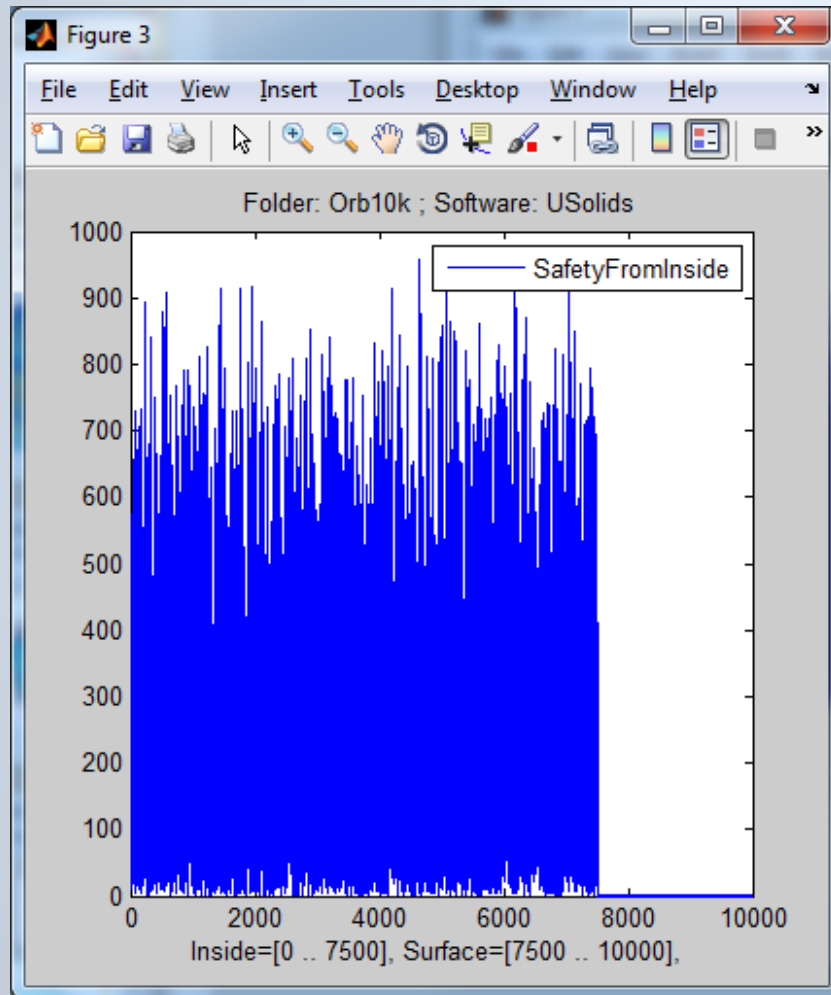 Figure 3
File Edit View Insert Tools Desktop Window Help
Folder: Orb10k ; Software: USolids
1000
900
800
700
600
500
400
300
200
100
0
SafetyFromInside
0 2000 4000 6000 8000 10000
Inside=[0 .. 7500], Surface=[7500 .. 10000],